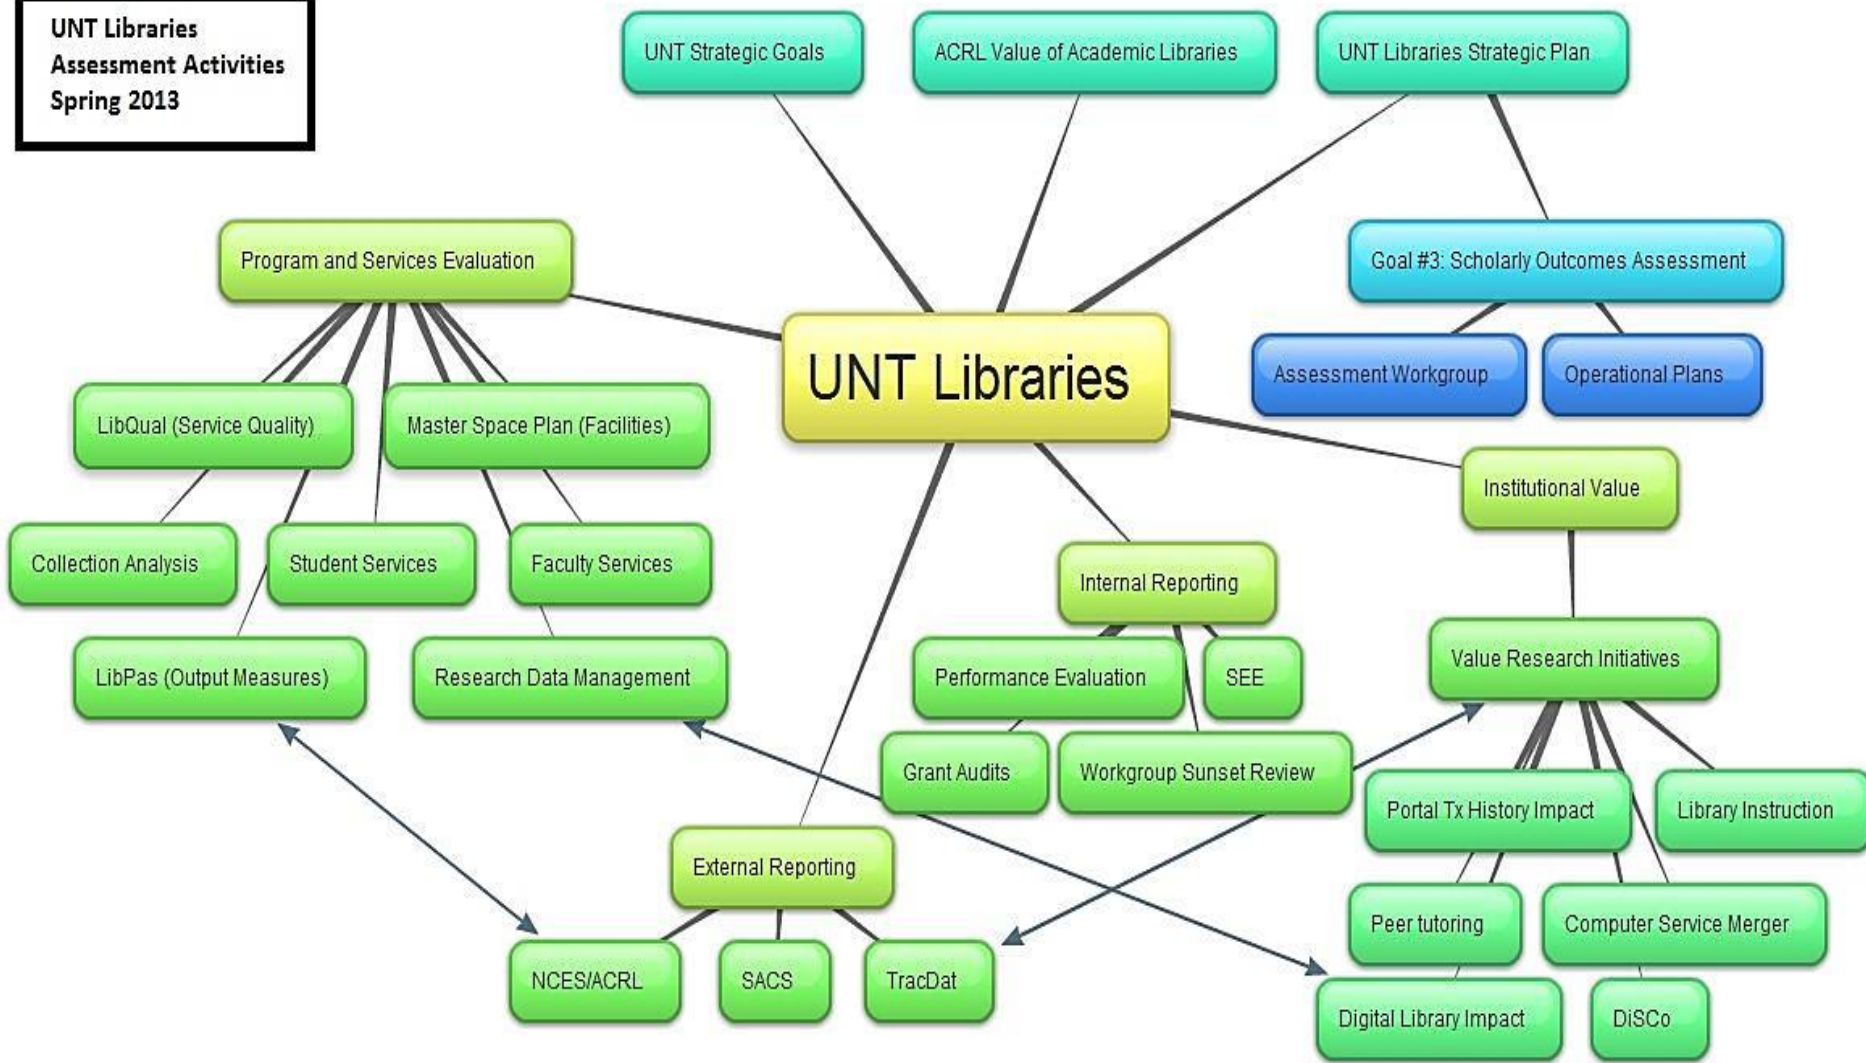 UNT Libraries
Assessment Activities
Spring 2013
UNT Strategic Goals
ACRL Value of Academic Libraries
UNT Libraries Strategic Plan
Program and Services Evaluation
Goal #3: Scholarly Outcomes Assessment
UNT Libraries
Assessment Workgroup
Operational Plans
LibQual (Service Quality)
Master Space Plan (Facilities)
Institutional Value
Collection Analysis
Student Services
Faculty Services
Internal Reporting
LibPas (Output Measures)
Research Data Management
Performance Evaluation
SEE
Value Research Initiatives
Grant Audits
Workgroup Sunset Review
Portal Tx History Impact
Library Instruction
External Reporting
Peer tutoring
Computer Service Merger
NCES/ACRL
SACS
TracDat
Digital Library Impact
DiSCo